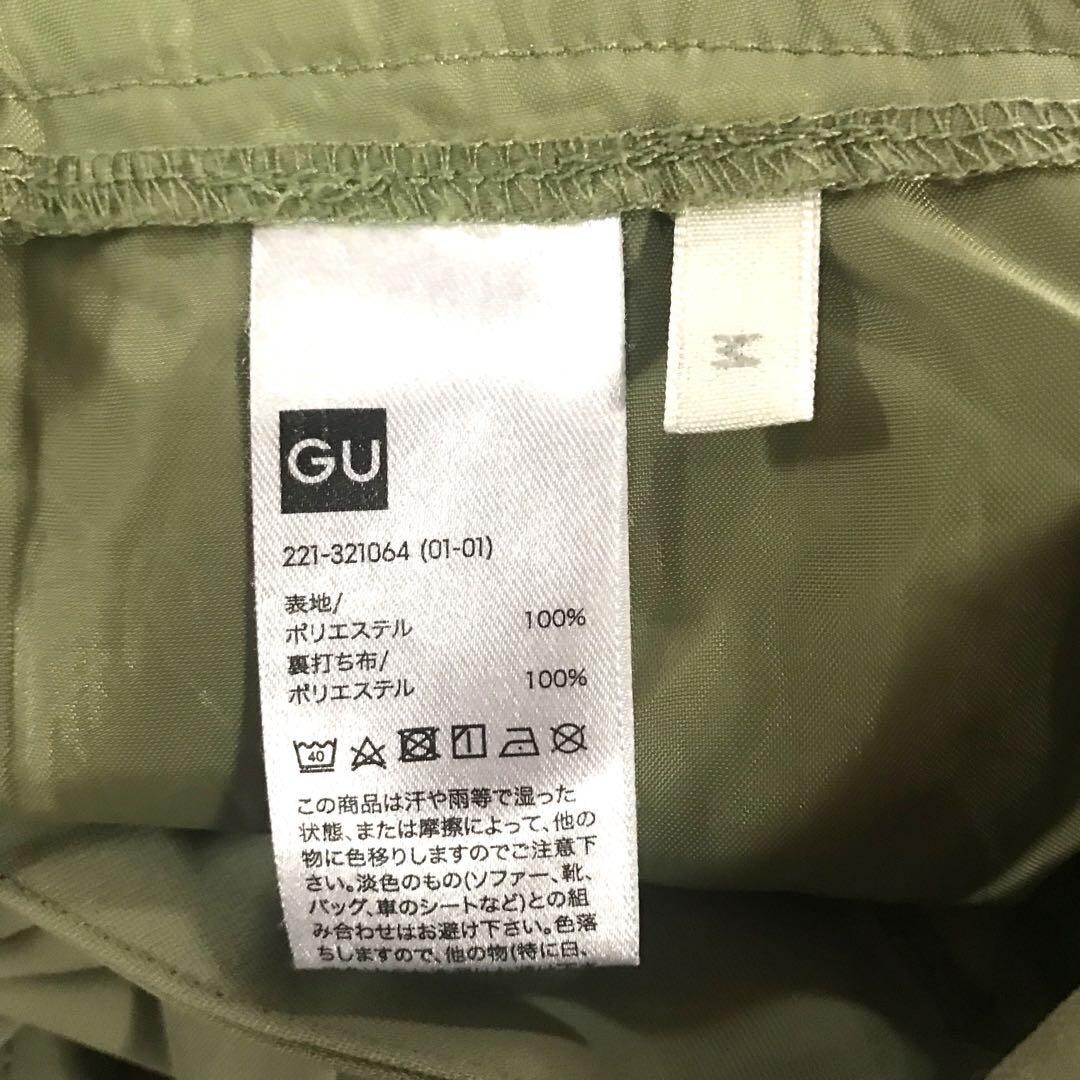 GU
221-321064 (01-01)
表地/
ポリエステル 100%
裏打ち布/
ポリエステル 100%
40
この商品は汗や雨等で湿った
状態、または摩擦によって、他の
物に色移りしますのでご注意下
さい。淡色のもの(ソファー、靴、
バッグ、車のシートなど)との組
み合わせはお避け下さい。色落
ちしますので、他の物(特に白、
M